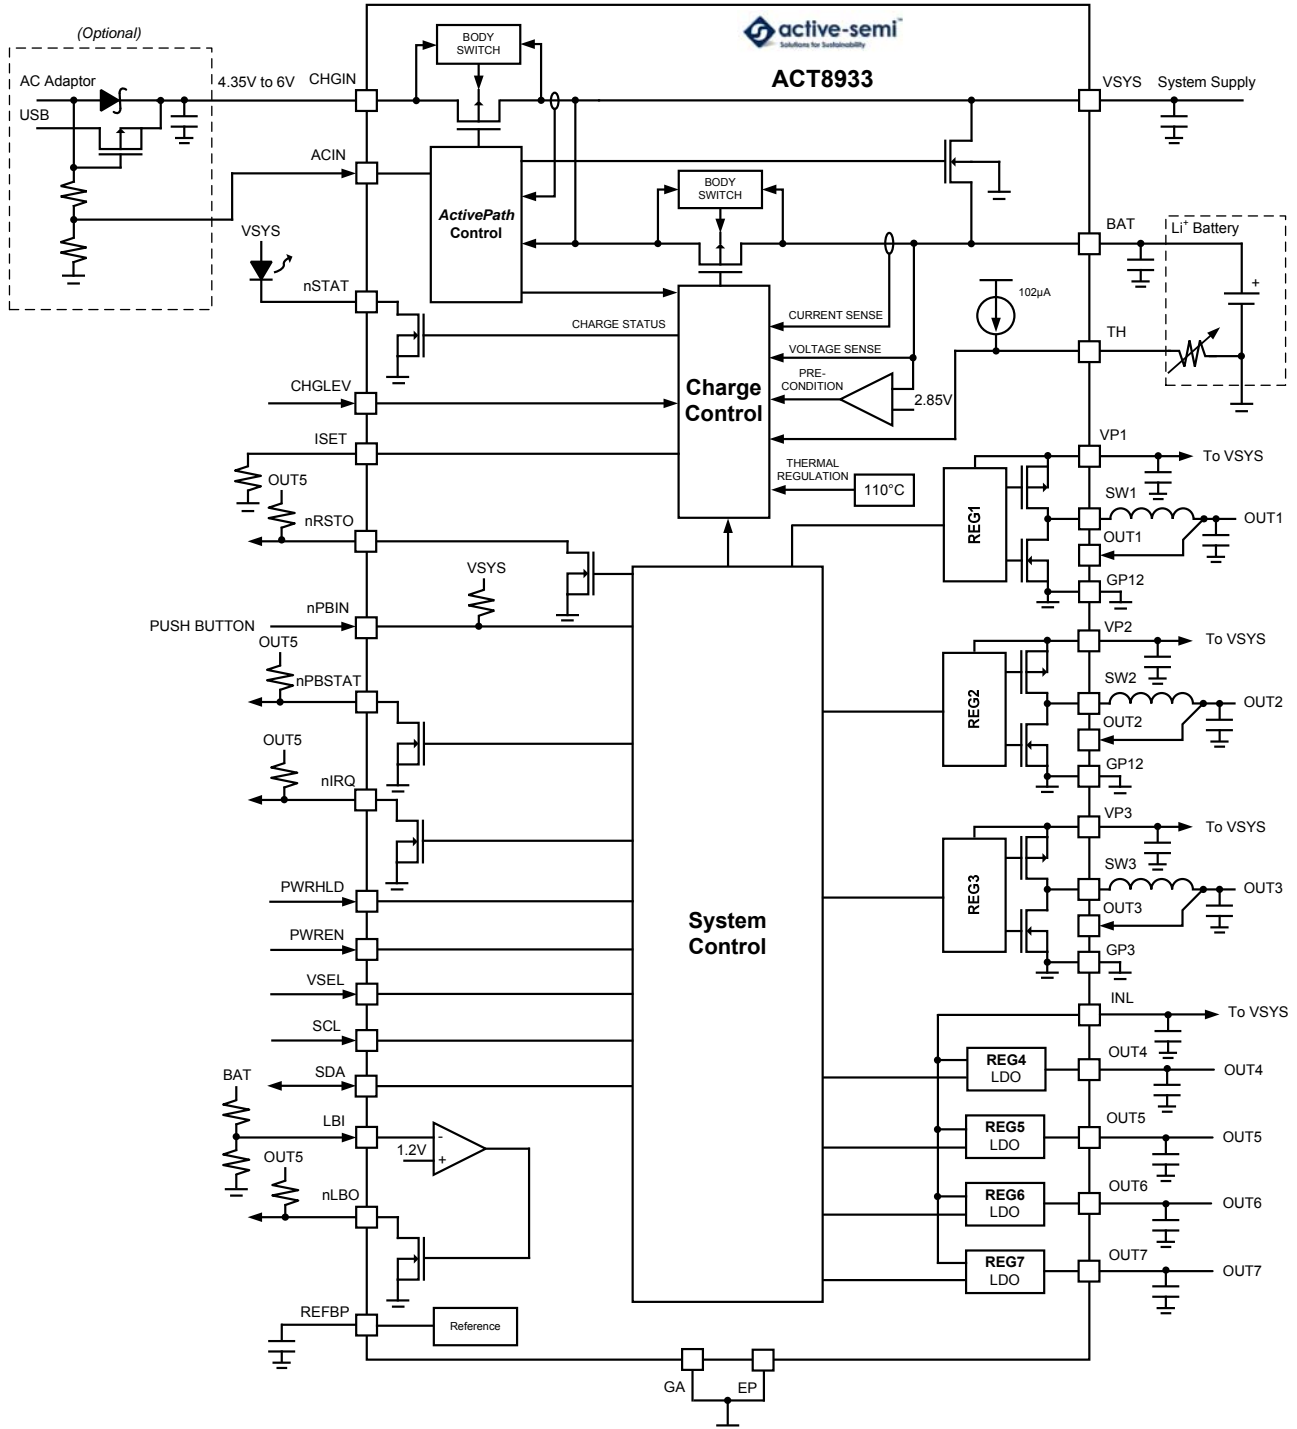 (Optional)
AC Adaptor
USB
4.35V to 6V
CHGIN
BODY
SWITCH
active-semi™
Solutions for Sustainability
ACT8933
VSYS
System Supply
ACIN
ActivePath
Control
BODY
SWITCH
BAT
Li+ Battery
+
VSYS
nSTAT
CHARGE STATUS
102µA
TH
CURRENT SENSE
VOLTAGE SENSE
PRE-
CONDITION
2.85V
Charge
Control
CHGLEV
ISET
THERMAL
REGULATION
110°C
OUT5
nRSTO
VP1
To VSYS
REG1
SW1
OUT1
OUT1
GP12
VSYS
nPBIN
PUSH BUTTON
OUT5
nPBSTAT
VP2
To VSYS
REG2
SW2
OUT2
OUT2
GP12
OUT5
nIRQ
VP3
To VSYS
REG3
SW3
OUT3
OUT3
GP3
PWRHLD
PWREN
VSEL
SCL
SDA
System
Control
INL
To VSYS
REG4
LDO
OUT4
OUT4
BAT
LBI
1.2V
-
+
REG5
LDO
OUT5
OUT5
OUT5
nLBO
REG6
LDO
OUT6
OUT6
REG7
LDO
OUT7
OUT7
REFBP
Reference
GA
EP